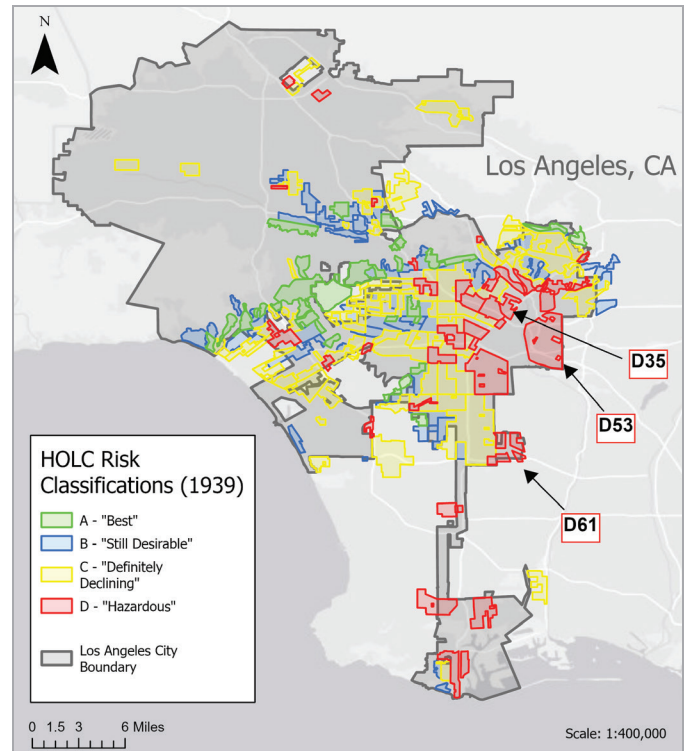 N
Los Angeles, CA
D35
D53
D61
HOLC Risk
Classifications (1939)
A - "Best"
B - "Still Desirable"
C - "Definitely
Declining"
D - "Hazardous"
Los Angeles City
Boundary
0 1.5 3 6 Miles
Scale: 1:400,000